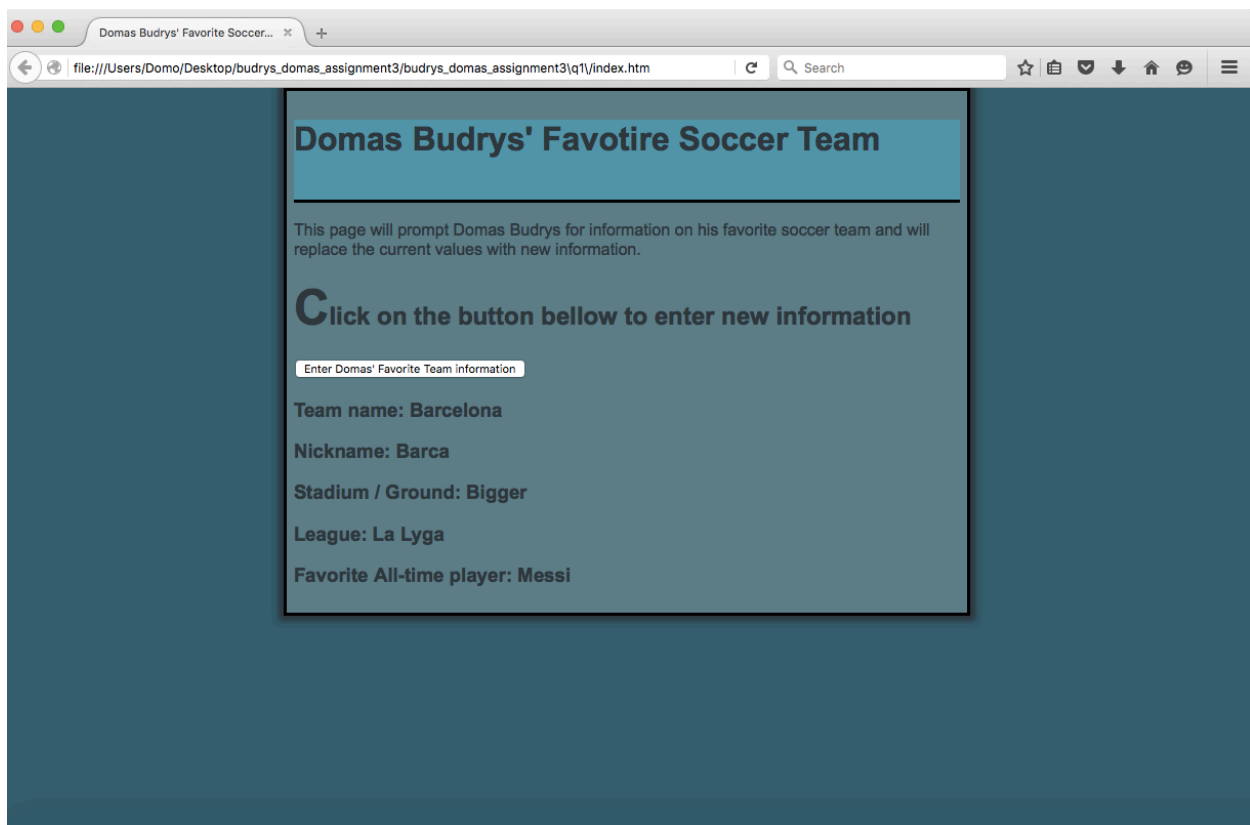 Domas Budrys' Favorite Soccer...
file:///Users/Domo/Desktop/budrys_domas_assignment3/budrys_domas_assignment3\q1\/index.htm
Search
Domas Budrys' Favotire Soccer Team
This page will prompt Domas Budrys for information on his favorite soccer team and will
replace the current values with new information.
Click on the button bellow to enter new information
Enter Domas' Favorite Team information
Team name: Barcelona
Nickname: Barca
Stadium / Ground: Bigger
League: La Lyga
Favorite All-time player: Messi